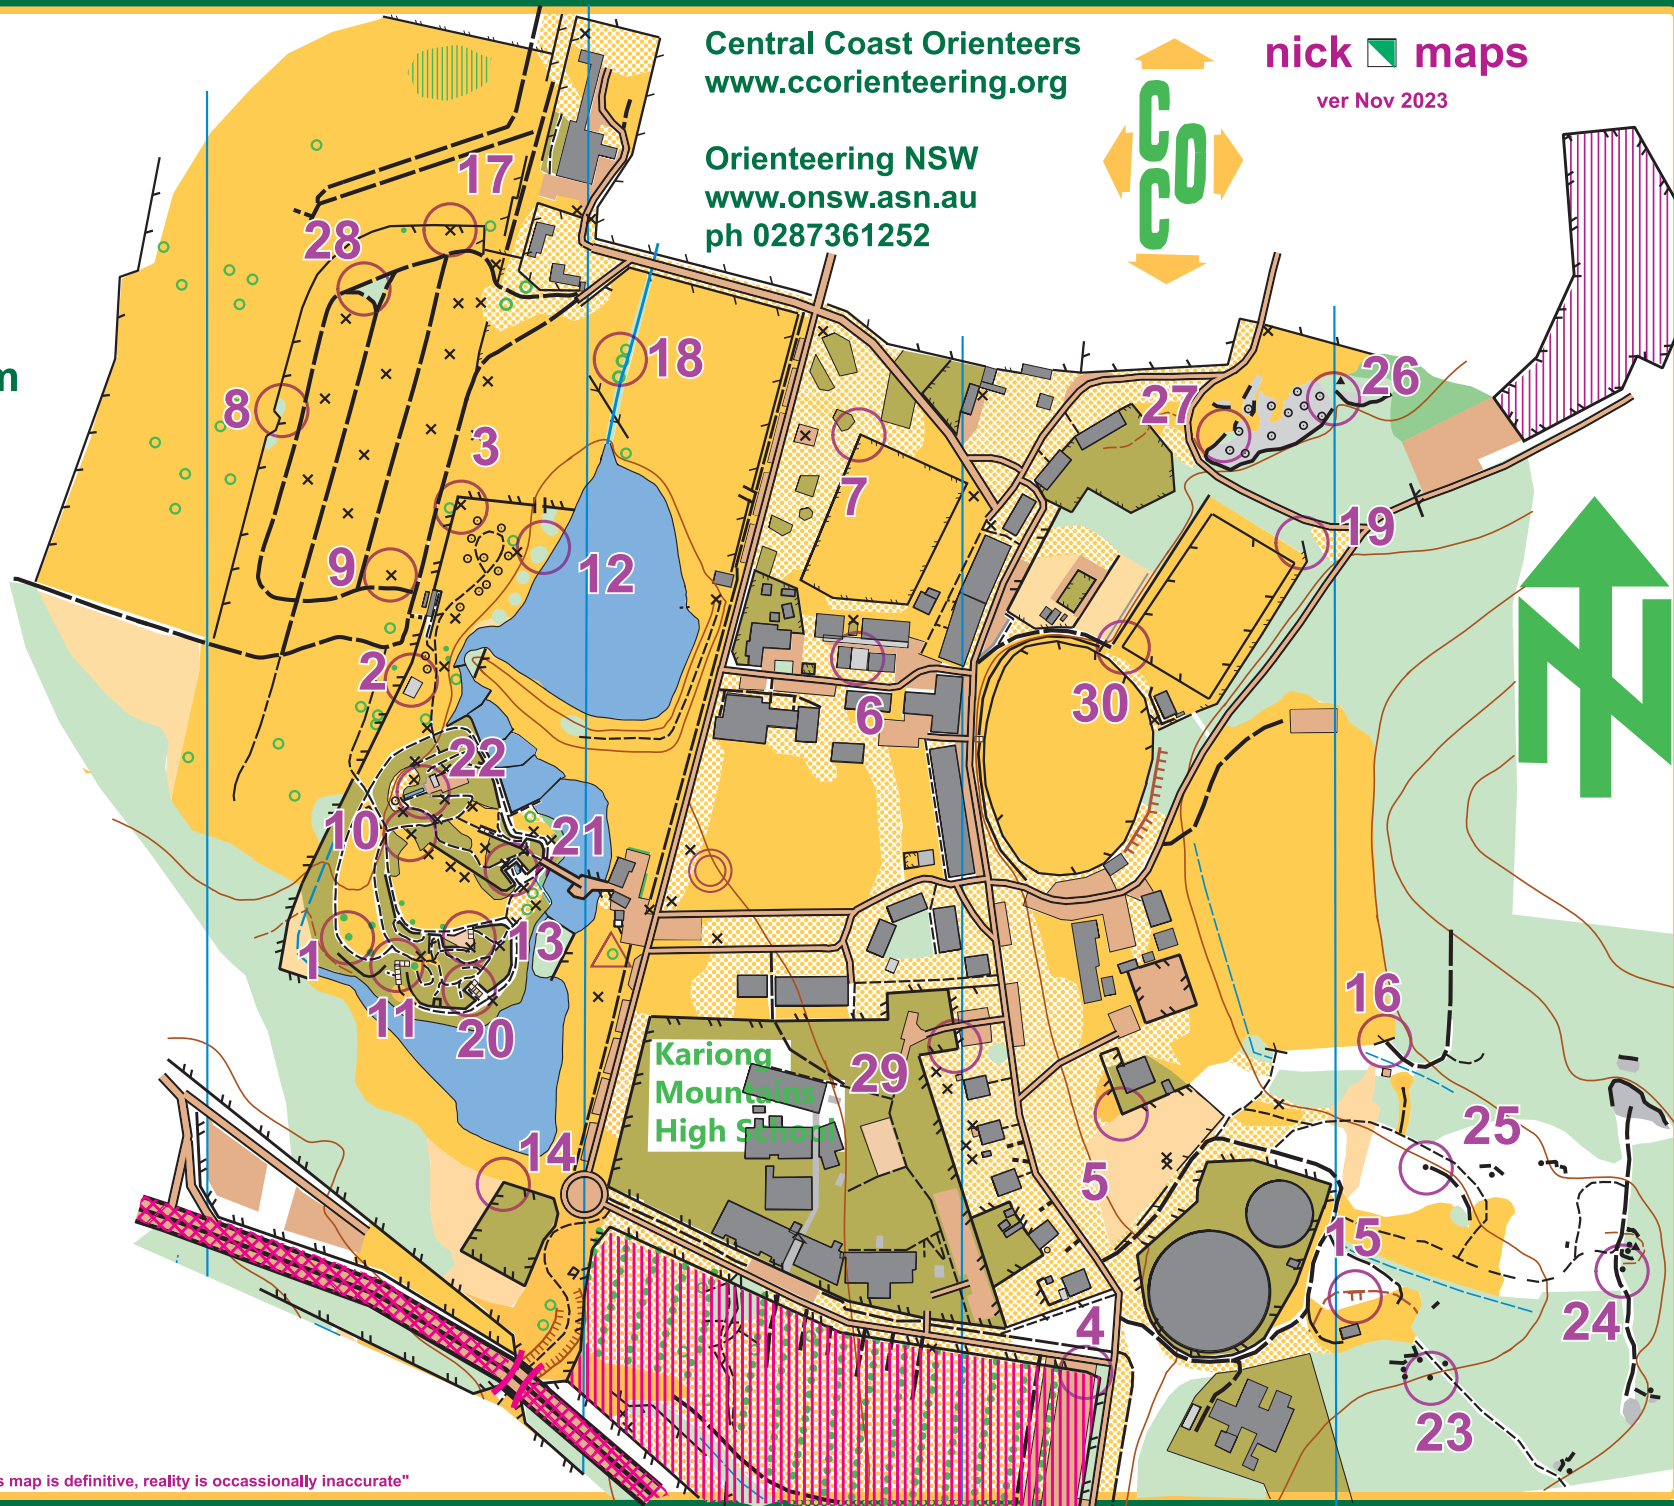 Central Coast Orienteers
www.ccorienteering.org
Orienteering NSW
www.onsw.asn.au
ph 0287361252
C
O
C
nick maps
ver Nov 2023
m
17
28
18
8
3
26
27
7
9
12
19
2
6
30
22
10
21
1
13
11
20
16
Kariong
Mountains
High School
29
14
25
5
15
4
24
23
N
s map is definitive, reality is occassionally inaccurate"